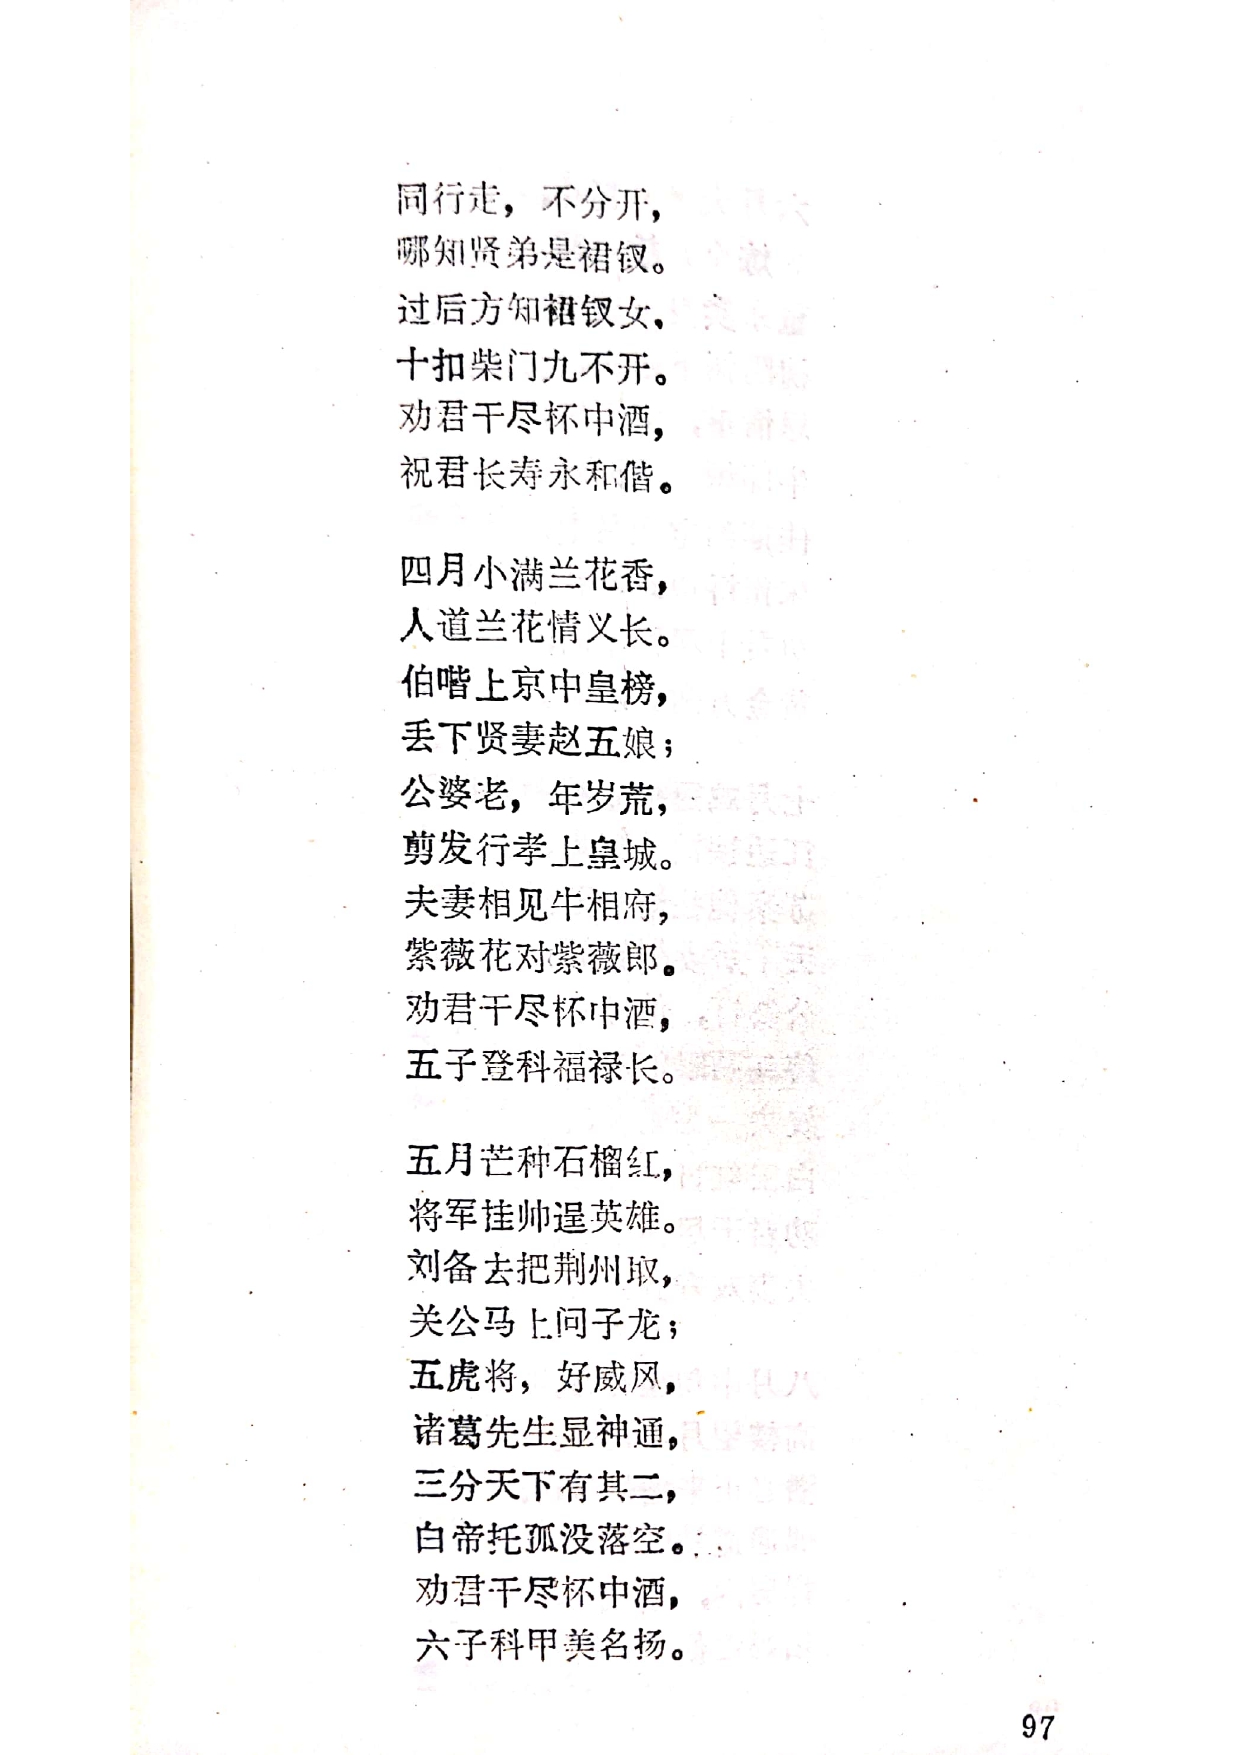 同行走，不分开，
哪知贤弟是裙钗。
过后方知裙钗女，
十扣柴门九不开。
劝君干尽杯中酒，
祝君长寿永和偕。
四月小满兰花香，
人道兰花情义长。
伯喈上京中皇榜，
丢下贤妻赵五娘；
公婆老，年岁荒，
剪发行孝上皇城。
夫妻相见牛相府，
紫薇花对紫薇郎。
劝君干尽杯中酒，
五子登科福禄长。
五月芒种石榴红，
将军挂帅逞英雄。
刘备去把荆州取，
关公马上问子龙；
五虎将，好威风，
诸葛先生显神通，
三分天下有其二，
白帝托孤没落空。
劝君干尽杯中酒，
六子科甲美名扬。
97